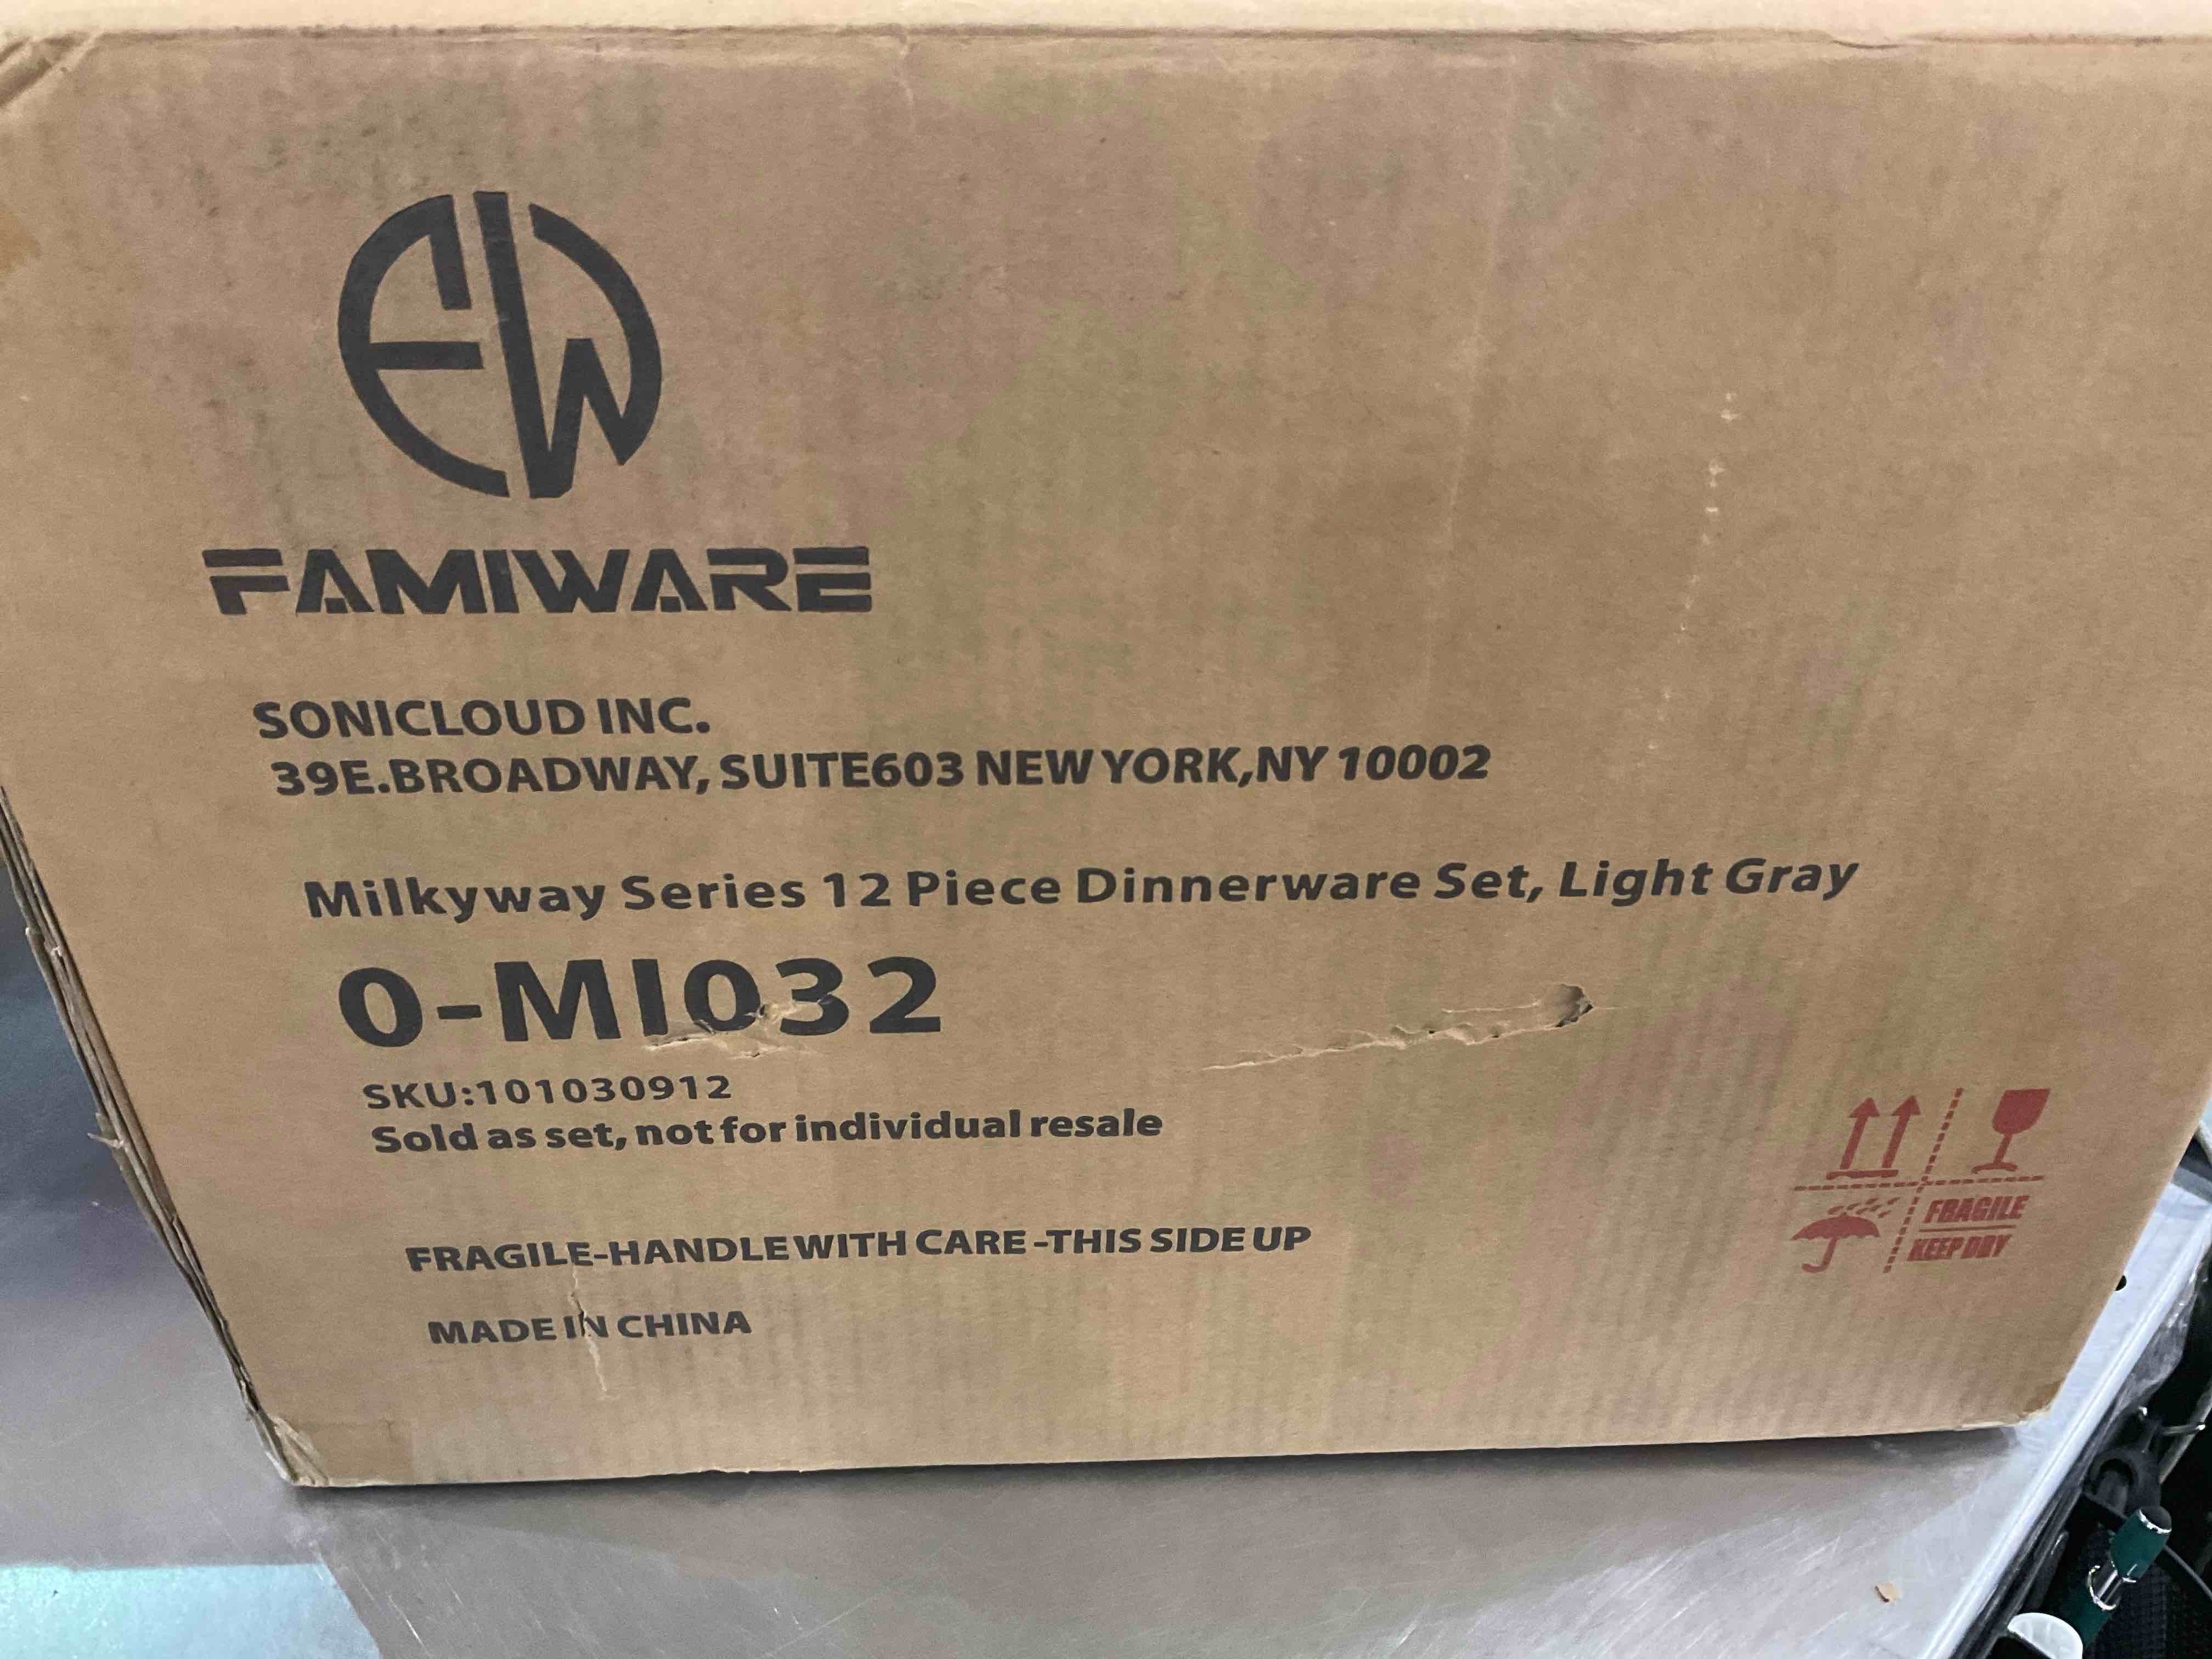 FW
FAMIWARE
SONICLOUD INC.
39E.BROADWAY, SUITE603 NEW YORK,NY 10002
Milkyway Series 12 Piece Dinnerware Set, Light Gray
0-MI032
SKU:101030912
Sold as set, not for individual resale
FRAGILE-HANDLE WITH CARE -THIS SIDE UP
MADE IN CHINA
FRAGILE
KEEP DRY